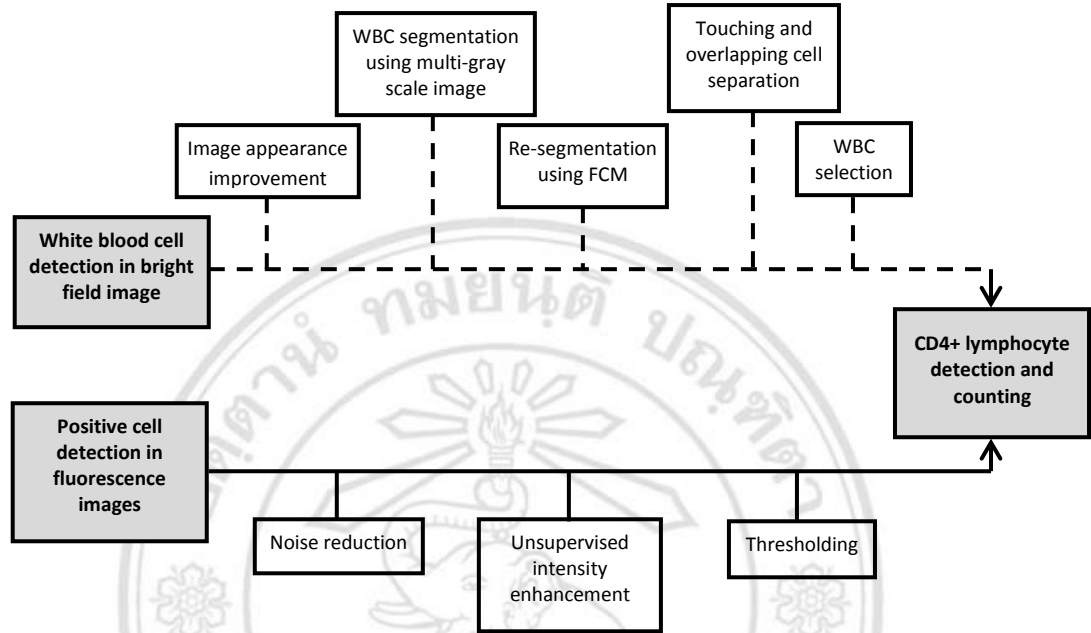 WBC segmentation
using multi-gray
scale image
Touching and
overlapping cell
separation
Image appearance
improvement
Re-segmentation
using FCM
WBC
selection
White blood cell
detection in bright
field image
CD4+ lymphocyte
detection and
counting
Positive cell
detection in
fluorescence
images
Noise reduction
Unsupervised
intensity
enhancement
Thresholding